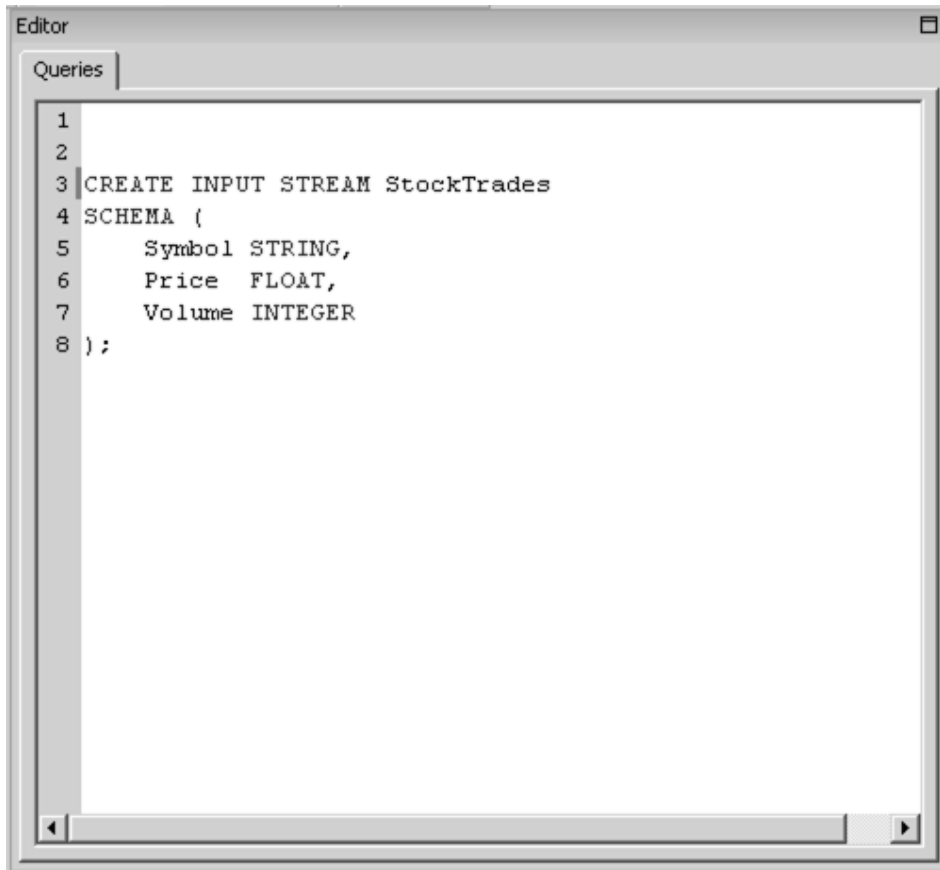 Editor
Queries
1
2
3 CREATE INPUT STREAM StockTrades
4 SCHEMA (
5     Symbol STRING,
6     Price  FLOAT,
7     Volume INTEGER
8 );